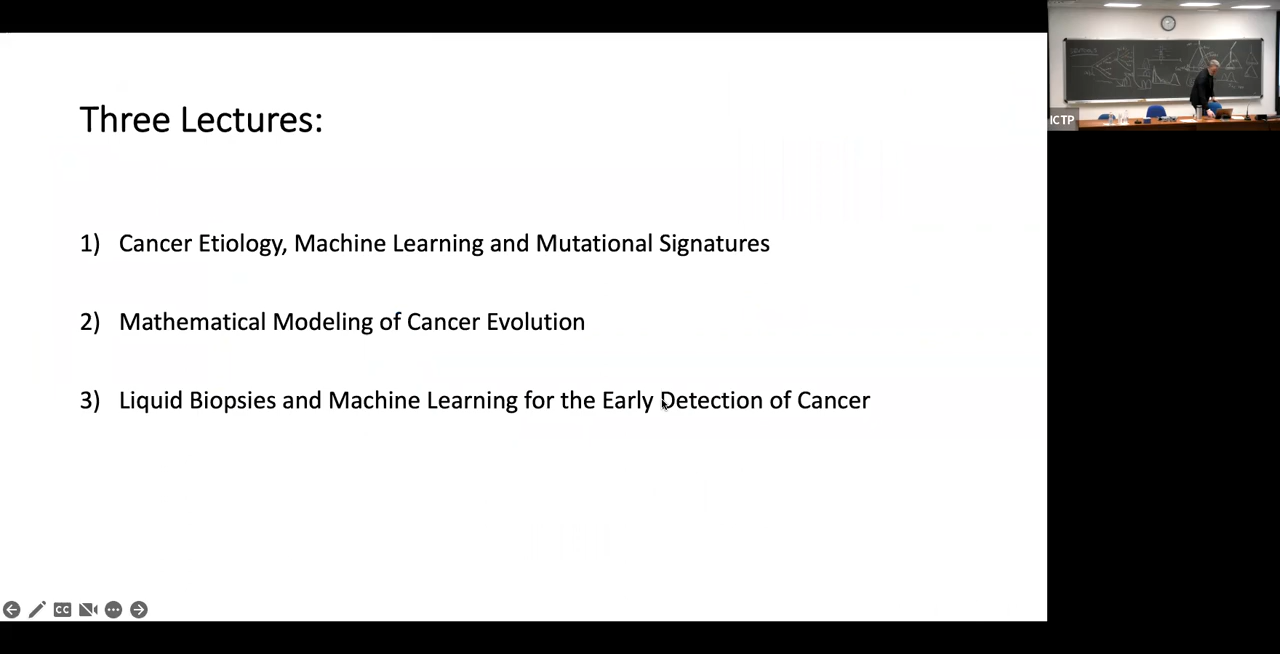 Three Lectures:
1) Cancer Etiology, Machine Learning and Mutational Signatures
2) Mathematical Modeling of Cancer Evolution
3) Liquid Biopsies and Machine Learning for the Early Detection of Cancer
CC
ICTP